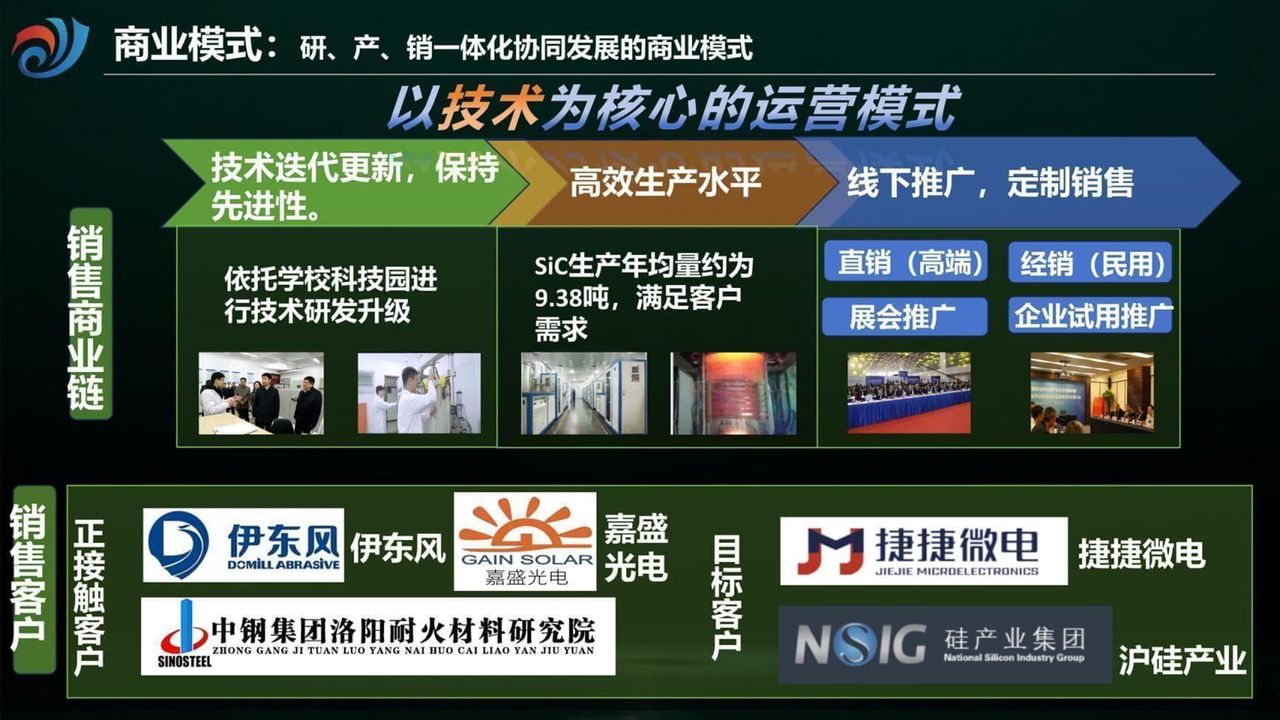 商业模式：研、产、销一体化协同发展的商业模式
以技术为核心的运营模式
技术迭代更新，保持
先进性。
高效生产水平
线下推广，定制销售
销售商业链
依托学校科技园进
行技术研发升级
SiC生产年均量约为
9.38吨，满足客户
需求
直销（高端）
经销（民用）
展会推广
企业试用推广
销售客户
正接触客户
伊东风
DOMILL ABRASIVE
伊东风
GAIN SOLAR
嘉盛光电
嘉盛
光电
SINOSTEEL
中钢集团洛阳耐火材料研究院
ZHONG GANG JI TUAN LUO YANG NAI HUO CAI LIAO YAN JIU YUAN
目标客户
捷捷微电
JIEJIE MICROELECTRONICS
捷捷微电
NSIG
硅产业集团
National Silicon Industry Group
沪硅产业